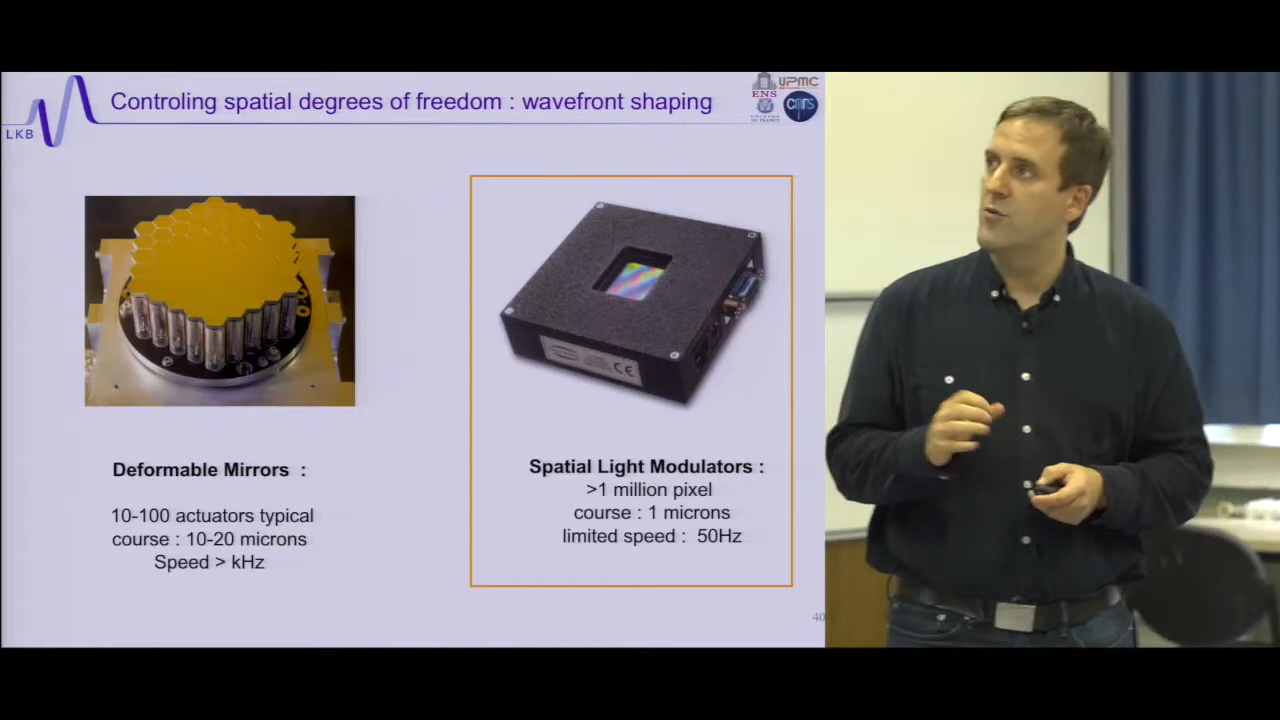 Controling spatial degrees of freedom : wavefront shaping
LKB
UPMC
ENS
cnrs
Deformable Mirrors :
10-100 actuators typical
course : 10-20 microns
Speed > kHz
CE
Spatial Light Modulators :
>1 million pixel
course : 1 microns
limited speed : 50Hz
40